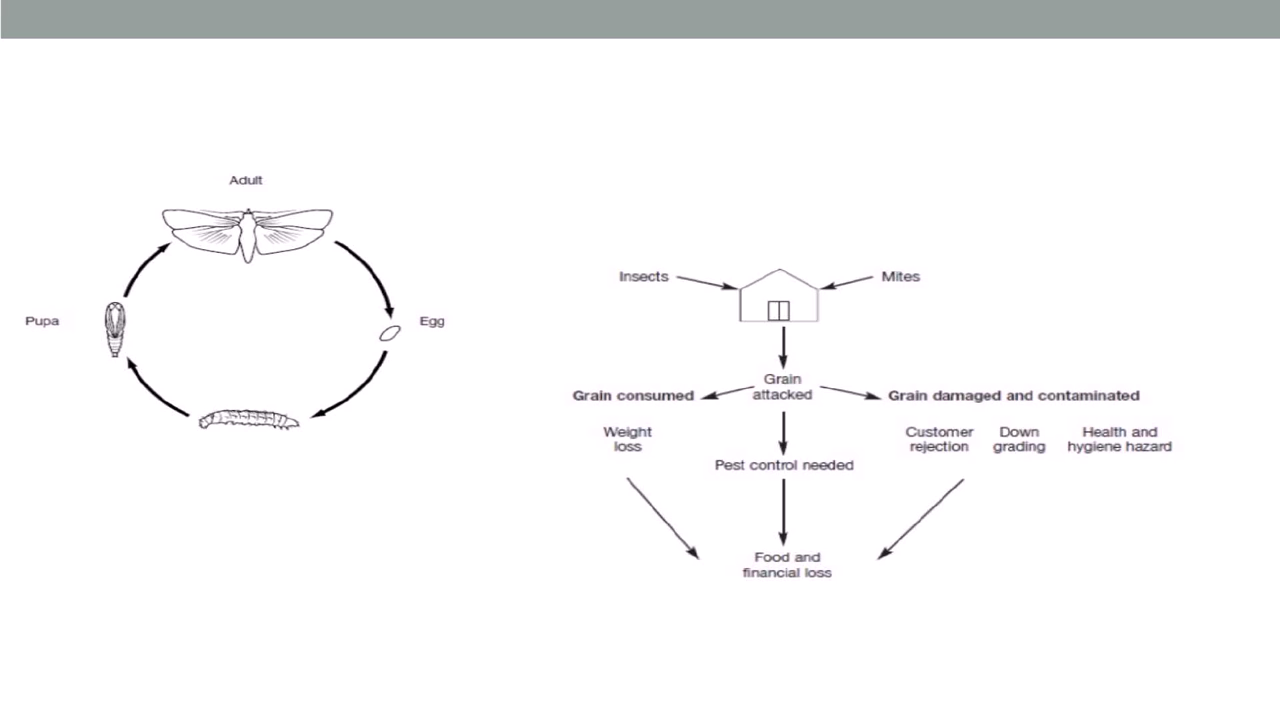 Adult
Pupa
Egg
Insects
Mites
Grain
attacked
Grain consumed
Grain damaged and contaminated
Weight
loss
Customer
rejection
Down
grading
Health and
hygiene hazard
Pest control needed
Food and
financial loss